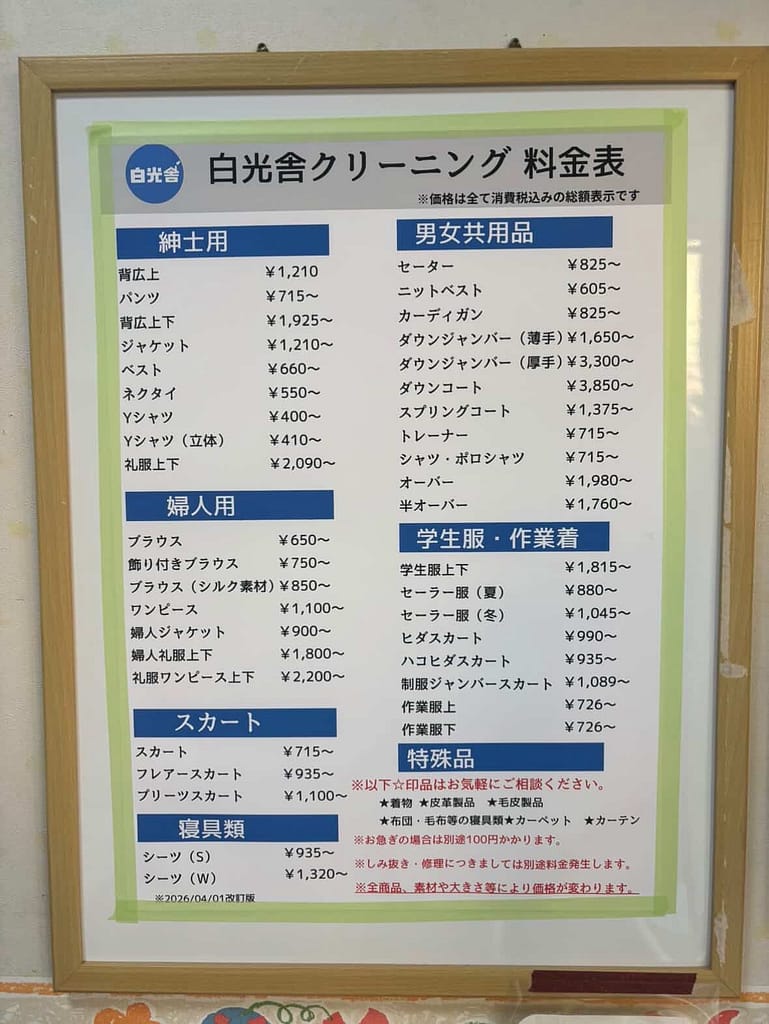 白光舎
白光舎クリーニング 料金表
※価格は全て消費税込みの総額表示です
紳士用
背広上 ￥1,210
パンツ ￥715～
背広上下 ￥1,925～
ジャケット ￥1,210～
ベスト ￥660～
ネクタイ ￥550～
Yシャツ ￥400～
Yシャツ（立体） ￥410～
礼服上下 ￥2,090～
婦人用
ブラウス ￥650～
飾り付きブラウス ￥750～
ブラウス（シルク素材）￥850～
ワンピース ￥1,100～
婦人ジャケット ￥900～
婦人礼服上下 ￥1,800～
礼服ワンピース上下 ￥2,200～
スカート
スカート ￥715～
フレアースカート ￥935～
プリーツスカート ￥1,100～
寝具類
シーツ（S） ￥935～
シーツ（W） ￥1,320～
※2026/04/01改訂版
男女共用品
セーター ￥825～
ニットベスト ￥605～
カーディガン ￥825～
ダウンジャンバー（薄手）￥1,650～
ダウンジャンバー（厚手）￥3,300～
ダウンコート ￥3,850～
スプリングコート ￥1,375～
トレーナー ￥715～
シャツ・ポロシャツ ￥715～
オーバー ￥1,980～
半オーバー ￥1,760～
学生服・作業着
学生服上下 ￥1,815～
セーラー服（夏） ￥880～
セーラー服（冬） ￥1,045～
ヒダスカート ￥990～
ハコヒダスカート ￥935～
制服ジャンバースカート ￥1,089～
作業服上 ￥726～
作業服下 ￥726～
特殊品
※以下☆印品はお気軽にご相談ください。
★着物 ★皮革製品 ★毛皮製品
★布団・毛布等の寝具類★カーペット ★カーテン
※お急ぎの場合は別途100円かかります。
※しみ抜き・修理につきましては別途料金発生します。
※全商品、素材や大きさ等により価格が変わります。